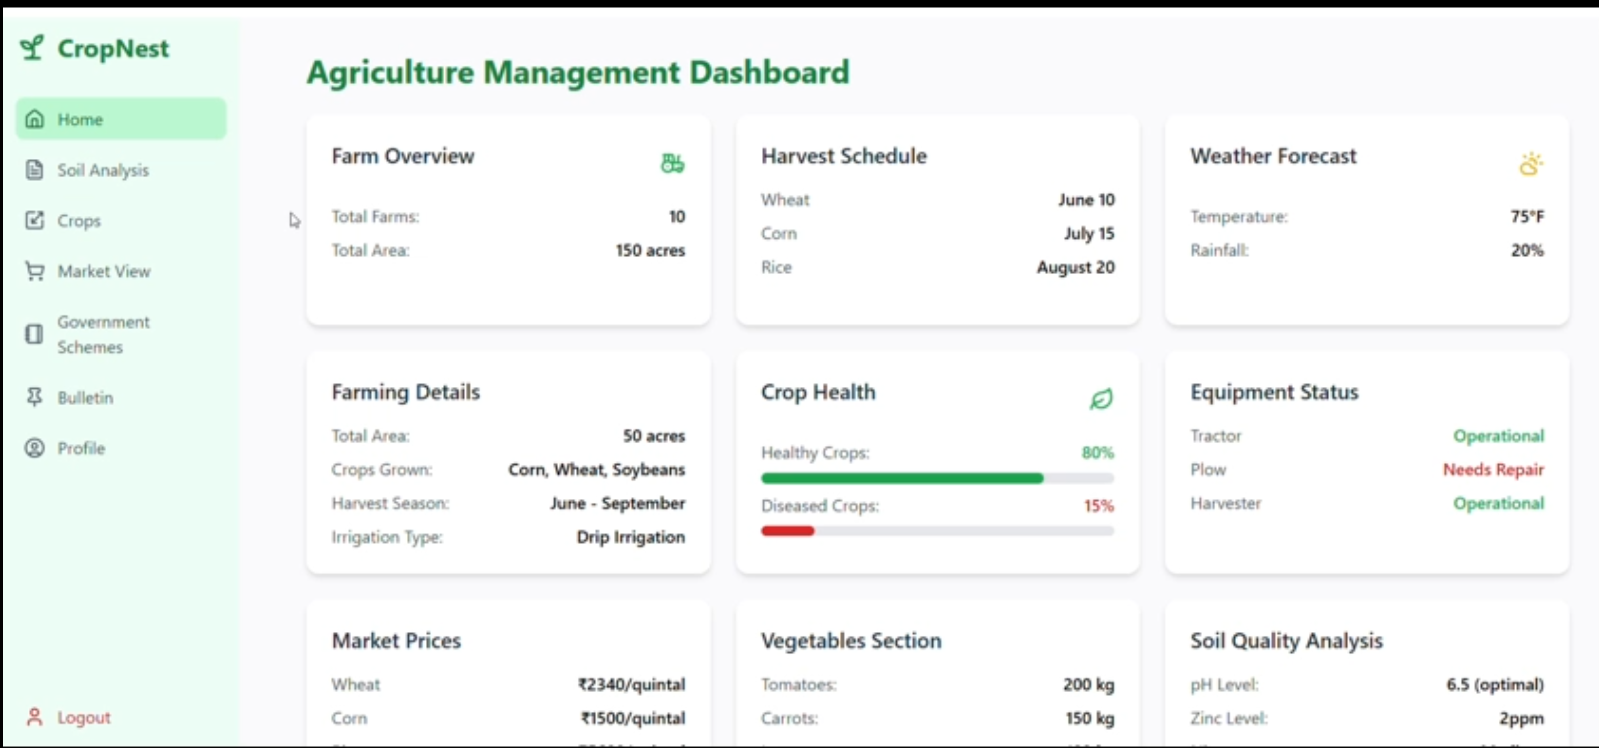 CropNest
Home
Soil Analysis
Crops
Market View
Government
Schemes
Bulletin
Profile
Logout
Agriculture Management Dashboard
Farm Overview
Total Farms: 10
Total Area: 150 acres
Harvest Schedule
Wheat June 10
Corn July 15
Rice August 20
Weather Forecast
Temperature: 75°F
Rainfall: 20%
Farming Details
Total Area: 50 acres
Crops Grown: Corn, Wheat, Soybeans
Harvest Season: June - September
Irrigation Type: Drip Irrigation
Crop Health
Healthy Crops: 80%
Diseased Crops: 15%
Equipment Status
Tractor Operational
Plow Needs Repair
Harvester Operational
Market Prices
Wheat ₹2340/quintal
Corn ₹1500/quintal
Vegetables Section
Tomatoes: 200 kg
Carrots: 150 kg
Soil Quality Analysis
pH Level: 6.5 (optimal)
Zinc Level: 2ppm